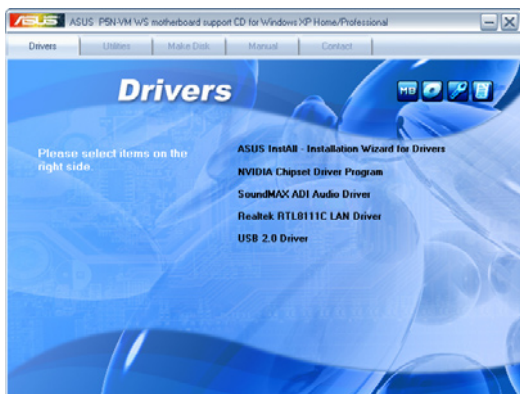 ASUS P5N-VM WS motherboard support CD for Windows XP Home/Professional
Drivers Utilities Make Disk Manual Contact
Drivers
MB
Please select items on the
right side.
ASUS InstAll - Installation Wizard for Drivers
NVIDIA Chipset Driver Program
SoundMAX ADI Audio Driver
Realtek RTL8111C LAN Driver
USB 2.0 Driver